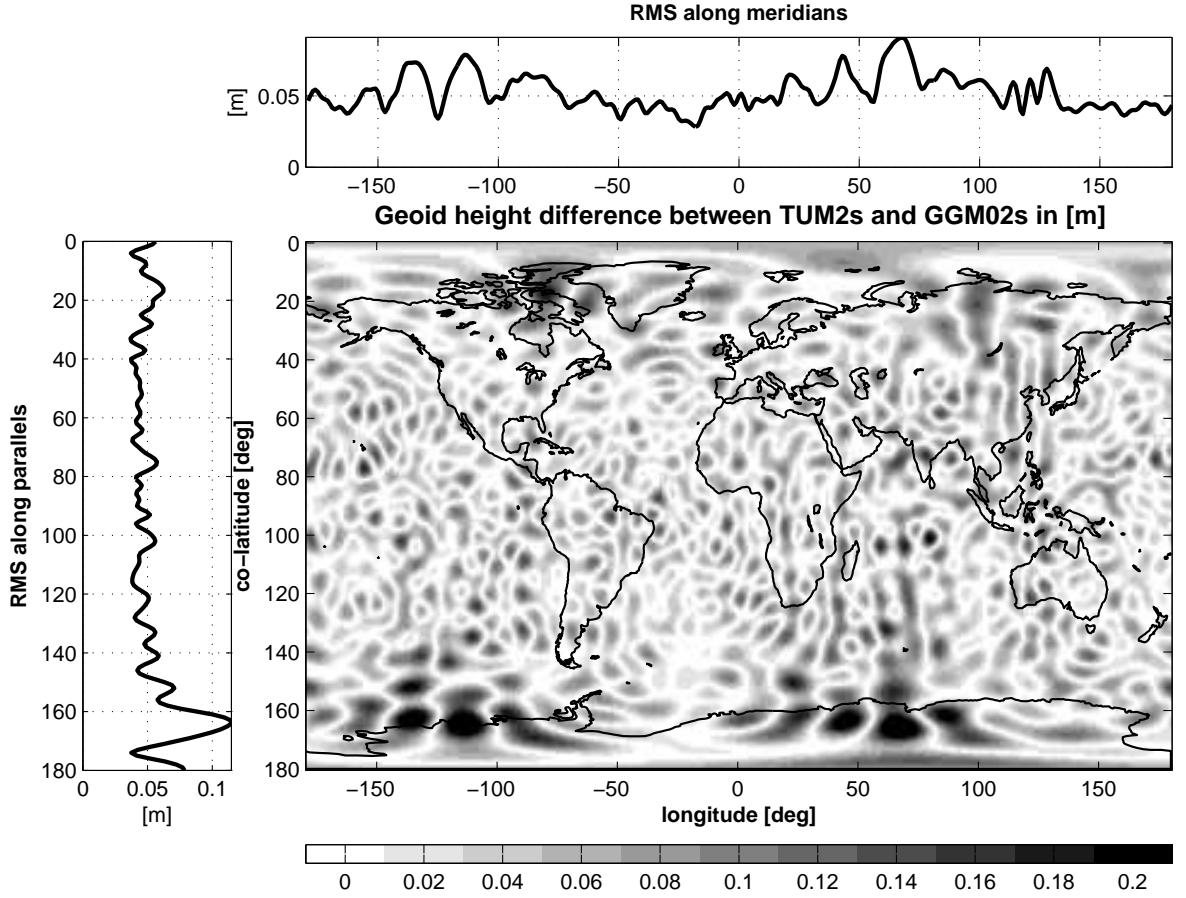 RMS along meridians
[m]
0.05
0
−150 −100 −50 0 50 100 150
Geoid height difference between TUM2s and GGM02s in [m]
RMS along parallels
0
20
40
60
80
100
120
140
160
180
0 0.05 0.1
[m]
co−latitude [deg]
0
20
40
60
80
100
120
140
160
180
−150 −100 −50 0 50 100 150
longitude [deg]
0 0.02 0.04 0.06 0.08 0.1 0.12 0.14 0.16 0.18 0.2